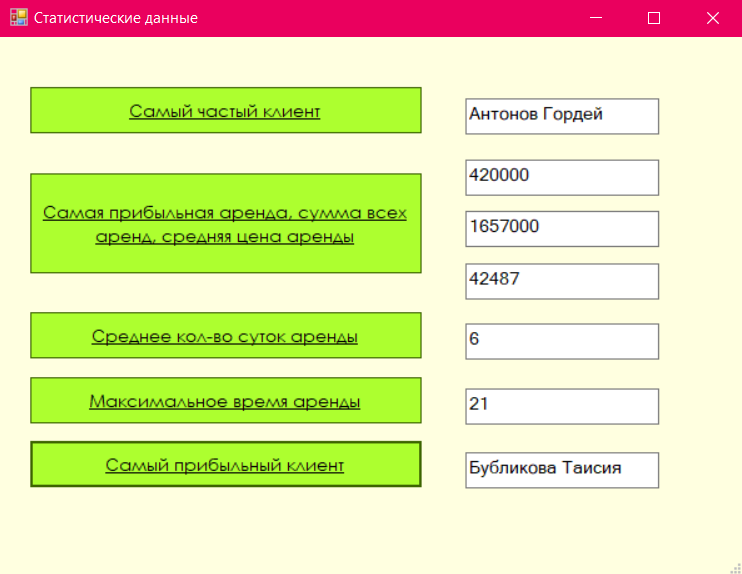 Статистические данные
Самый частый клиент
Антонов Гордей
Самая прибыльная аренда, сумма всех
аренд, средняя цена аренды
420000
1657000
42487
Среднее кол-во суток аренды
6
Максимальное время аренды
21
Самый прибыльный клиент
Бубликова Таисия